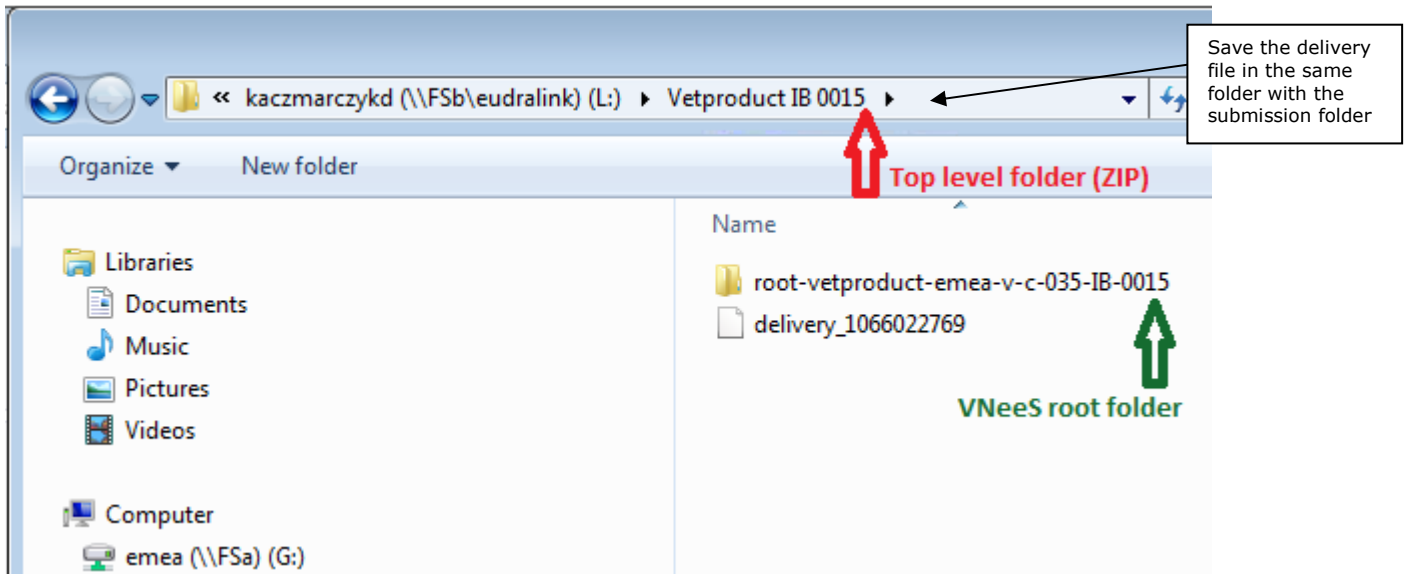 Save the delivery
file in the same
folder with the
submission folder
« kaczmarczykd (\\FSb\eudralink) (L:) ▸ Vetproduct IB 0015 ▸
Top level folder (ZIP)
Organize ▼ New folder
Name
Libraries
Documents
Music
Pictures
Videos
Computer
emea (\\FSa) (G:)
root-vetproduct-emea-v-c-035-IB-0015
delivery_1066022769
VNeeS root folder